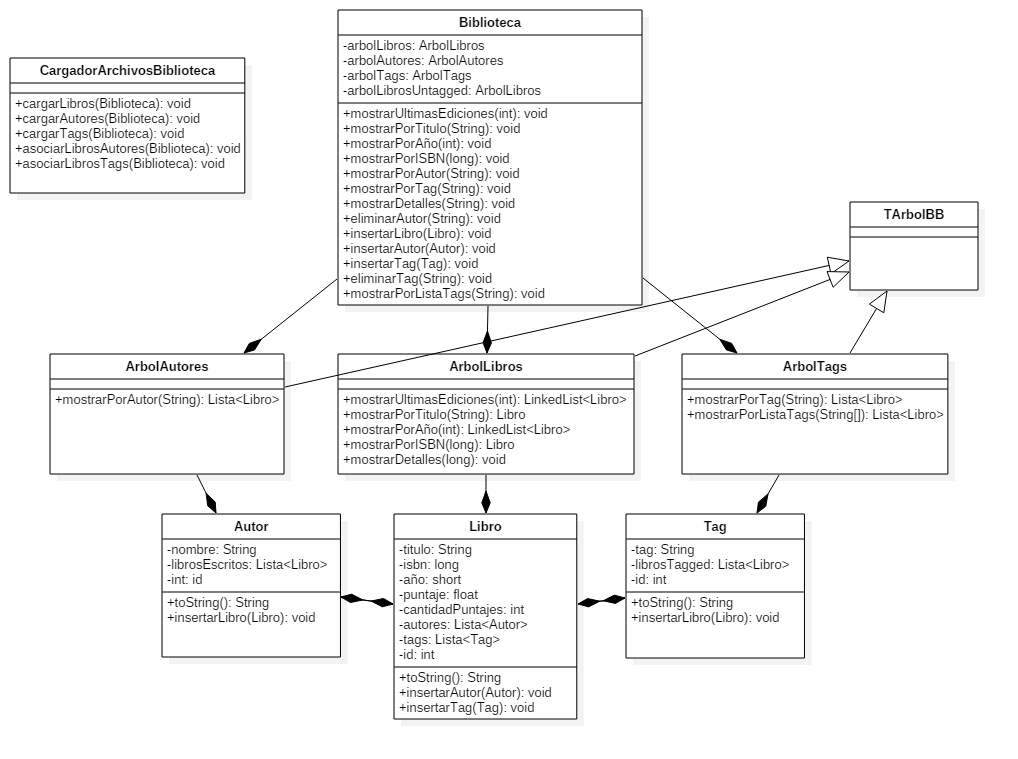 Biblioteca
-arbolLibros: ArbolLibros
-arbolAutores: ArbolAutores
-arbolTags: ArbolTags
-arbolLibrosUntagged: ArbolLibros
+mostrarUltimasEdiciones(int): void
+mostrarPorTitulo(String): void
+mostrarPorAño(int): void
+mostrarPorISBN(long): void
+mostrarPorAutor(String): void
+mostrarPorTag(String): void
+mostrarDetalles(String): void
+eliminarAutor(String): void
+insertarLibro(Libro): void
+insertarAutor(Autor): void
+insertarTag(Tag): void
+eliminarTag(String): void
+mostrarPorListaTags(String): void
CargadorArchivosBiblioteca
+cargarLibros(Biblioteca): void
+cargarAutores(Biblioteca): void
+cargarTags(Biblioteca): void
+asociarLibrosAutores(Biblioteca): void
+asociarLibrosTags(Biblioteca): void
TArbolBB
ArbolAutores
+mostrarPorAutor(String): Lista<Libro>
ArbolLibros
+mostrarUltimasEdiciones(int): LinkedList<Libro>
+mostrarPorTitulo(String): Libro
+mostrarPorAño(int): LinkedList<Libro>
+mostrarPorISBN(long): Libro
+mostrarDetalles(long): void
ArbolTags
+mostrarPorTag(String): Lista<Libro>
+mostrarPorListaTags(String[]): Lista<Libro>
Autor
-nombre: String
-librosEscritos: Lista<Libro>
-int: id
+toString(): String
+insertarLibro(Libro): void
Libro
-titulo: String
-isbn: long
-año: short
-puntaje: float
-cantidadPuntajes: int
-autores: Lista<Autor>
-tags: Lista<Tag>
-id: int
+toString(): String
+insertarAutor(Autor): void
+insertarTag(Tag): void
Tag
-tag: String
-librosTagged: Lista<Libro>
-id: int
+toString(): String
+insertarLibro(Libro): void